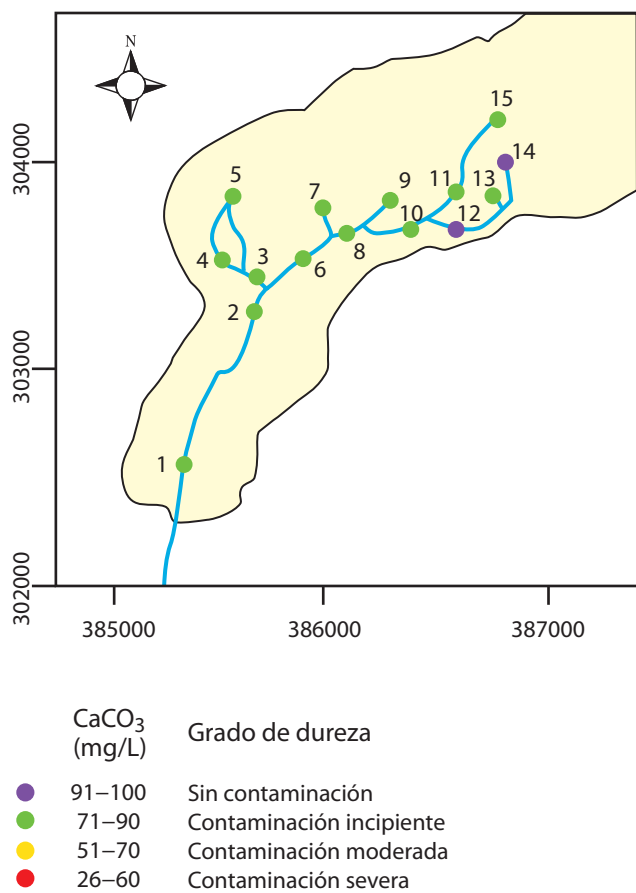 N
15
14
5
9
11
13
7
12
10
8
4
3
6
2
1
304000
303000
302000
385000
386000
387000
CaCO3
(mg/L)
Grado de dureza
91–100 Sin contaminación
71–90 Contaminación incipiente
51–70 Contaminación moderada
26–60 Contaminación severa